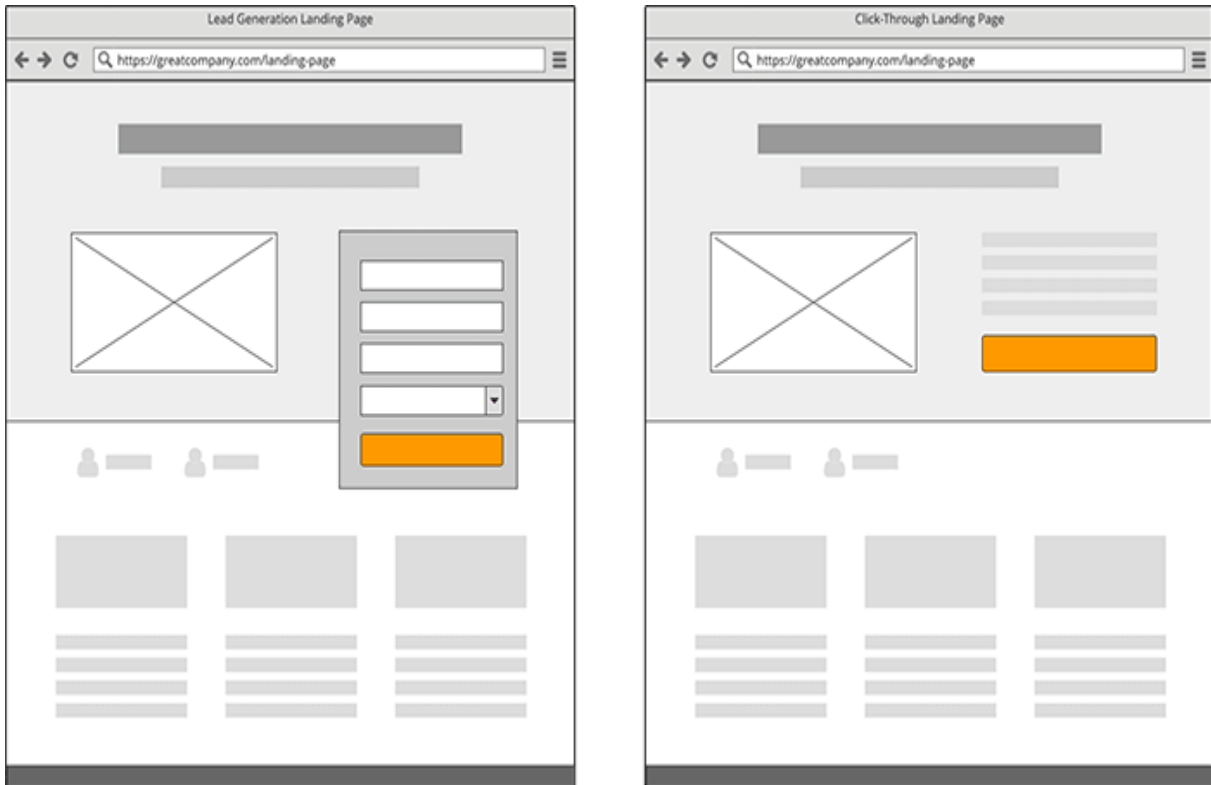 Lead Generation Landing Page
https://greatcompany.com/landing-page
Click-Through Landing Page
https://greatcompany.com/landing-page